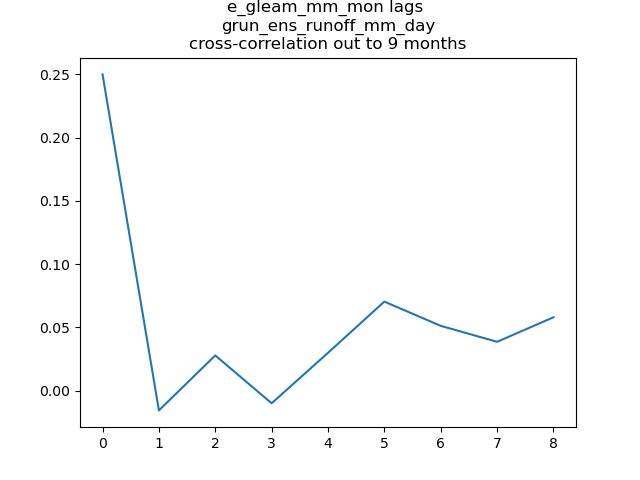 e_gleam_mm_mon lags
grun_ens_runoff_mm_day
cross-correlation out to 9 months
0.25
0.20
0.15
0.10
0.05
0.00
0 1 2 3 4 5 6 7 8